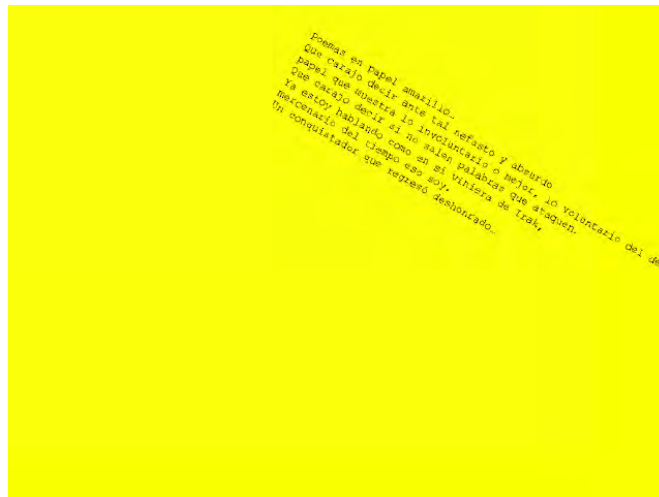 Poemas en papel amarillo…
Que carajo decir ante tal nefasto y absurdo
papel que muestra lo involuntario o mejor, lo voluntario del de
Que carajo decir si no salen palabras que ataquen.
Ya estoy hablando como en si viniera de Irak,
mercenario del tiempo eso soy,
Un conquistador que regresó deshonrado…